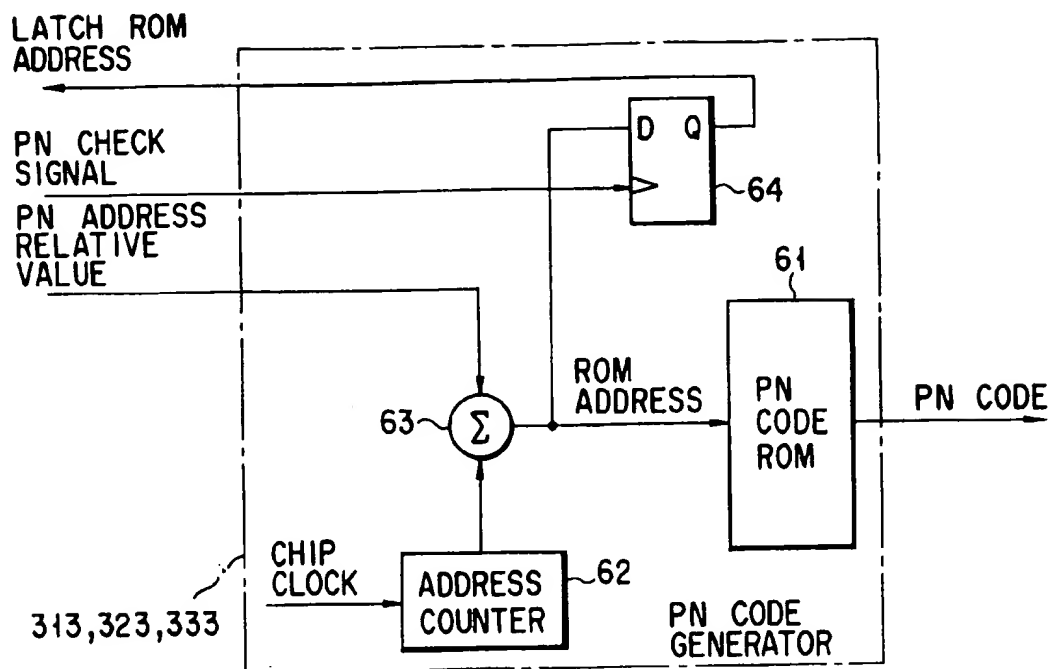 LATCH ROM
ADDRESS
PN CHECK
SIGNAL
PN ADDRESS
RELATIVE
VALUE
D Q
64
61
63
Σ
ROM
ADDRESS
PN
CODE
ROM
PN CODE
CHIP
CLOCK
ADDRESS
COUNTER
62
313,323,333
PN CODE
GENERATOR